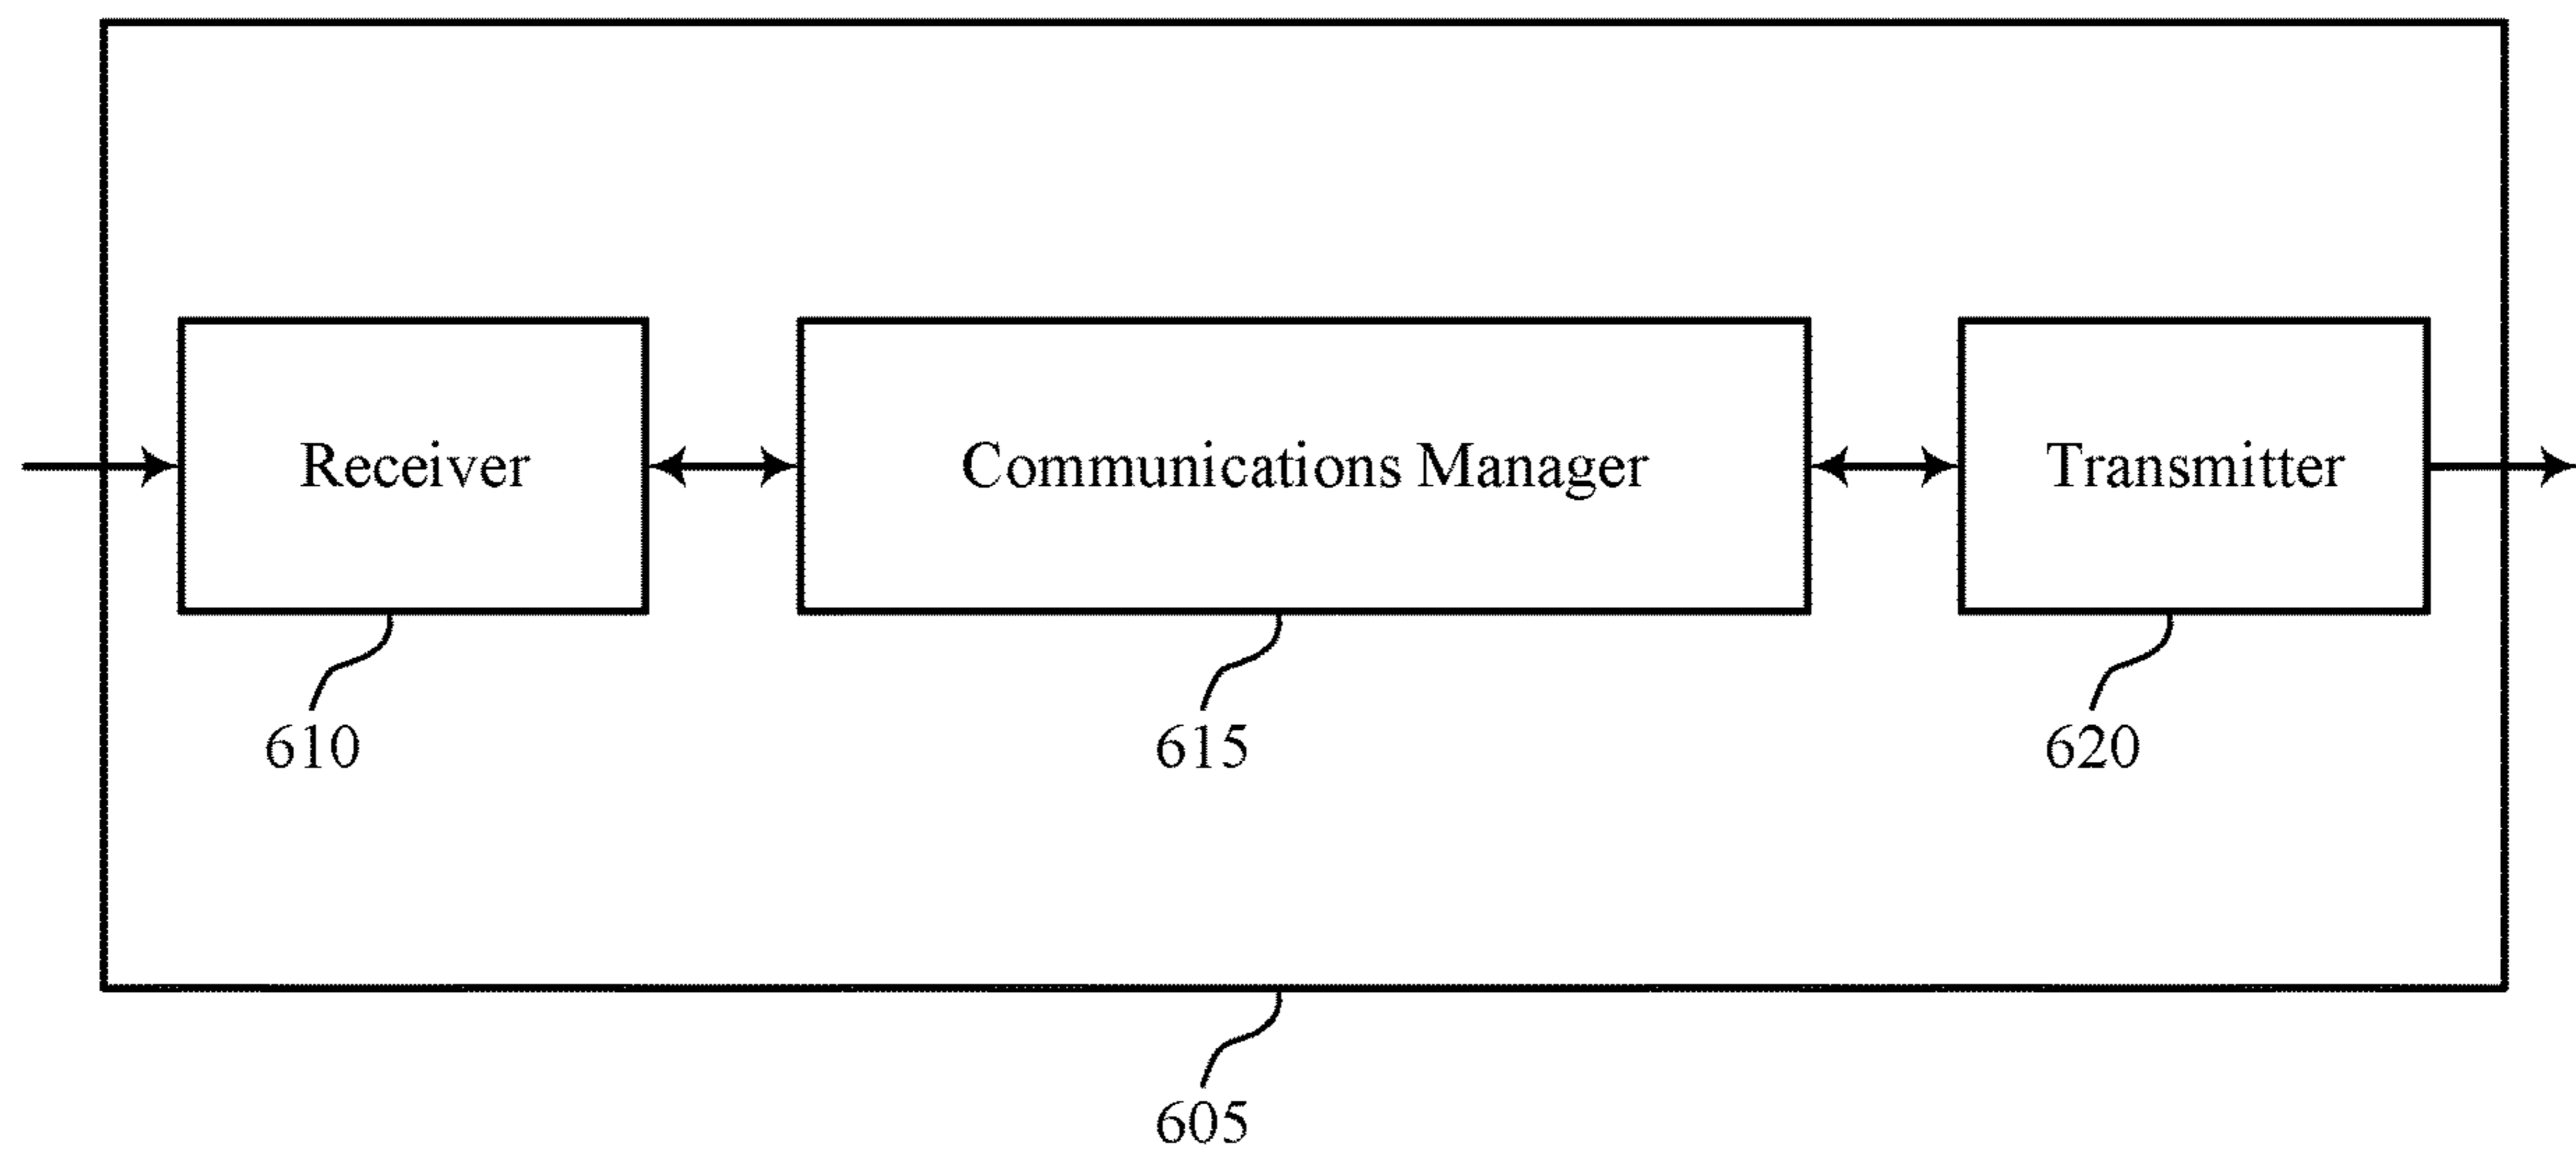 Receiver
Communications Manager
Transmitter
610
615
620
605